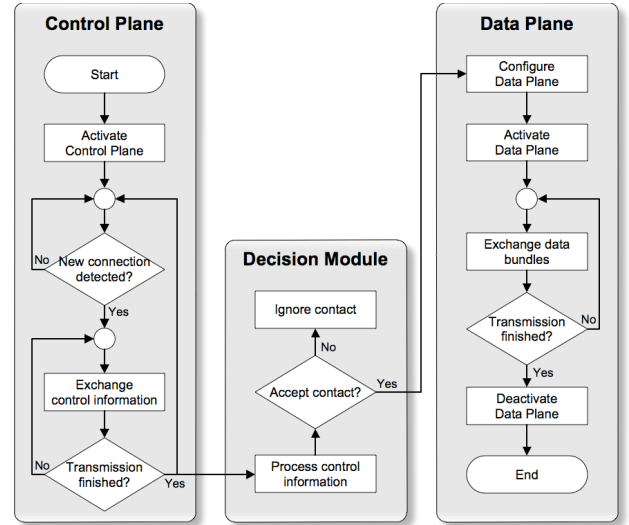 Control Plane
Start
Activate
Control Plane
No
New connection
detected?
Yes
Exchange
control information
No
Transmission
finished?
Yes
Decision Module
Ignore contact
No
Accept contact?
Yes
Process control
information
Data Plane
Configure
Data Plane
Activate
Data Plane
Exchange data
bundles
Transmission
finished?
No
Yes
Deactivate
Data Plane
End